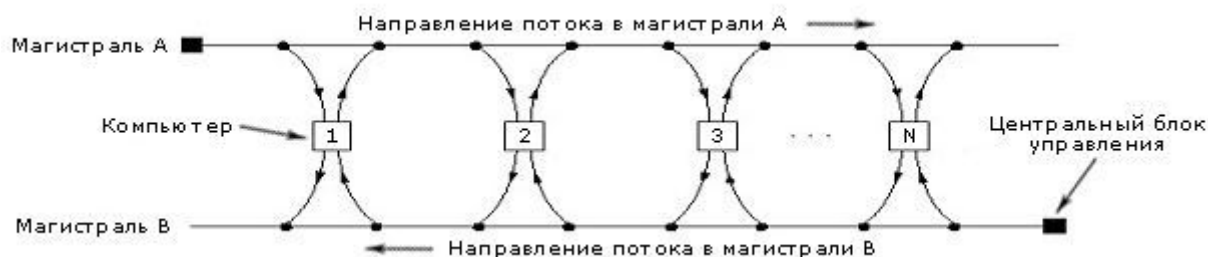 Направление потока в магистрали А
Магистраль А
Компьютер
1
2
3
. . .
N
Центральный блок
управления
Магистраль В
Направление потока в магистрали В